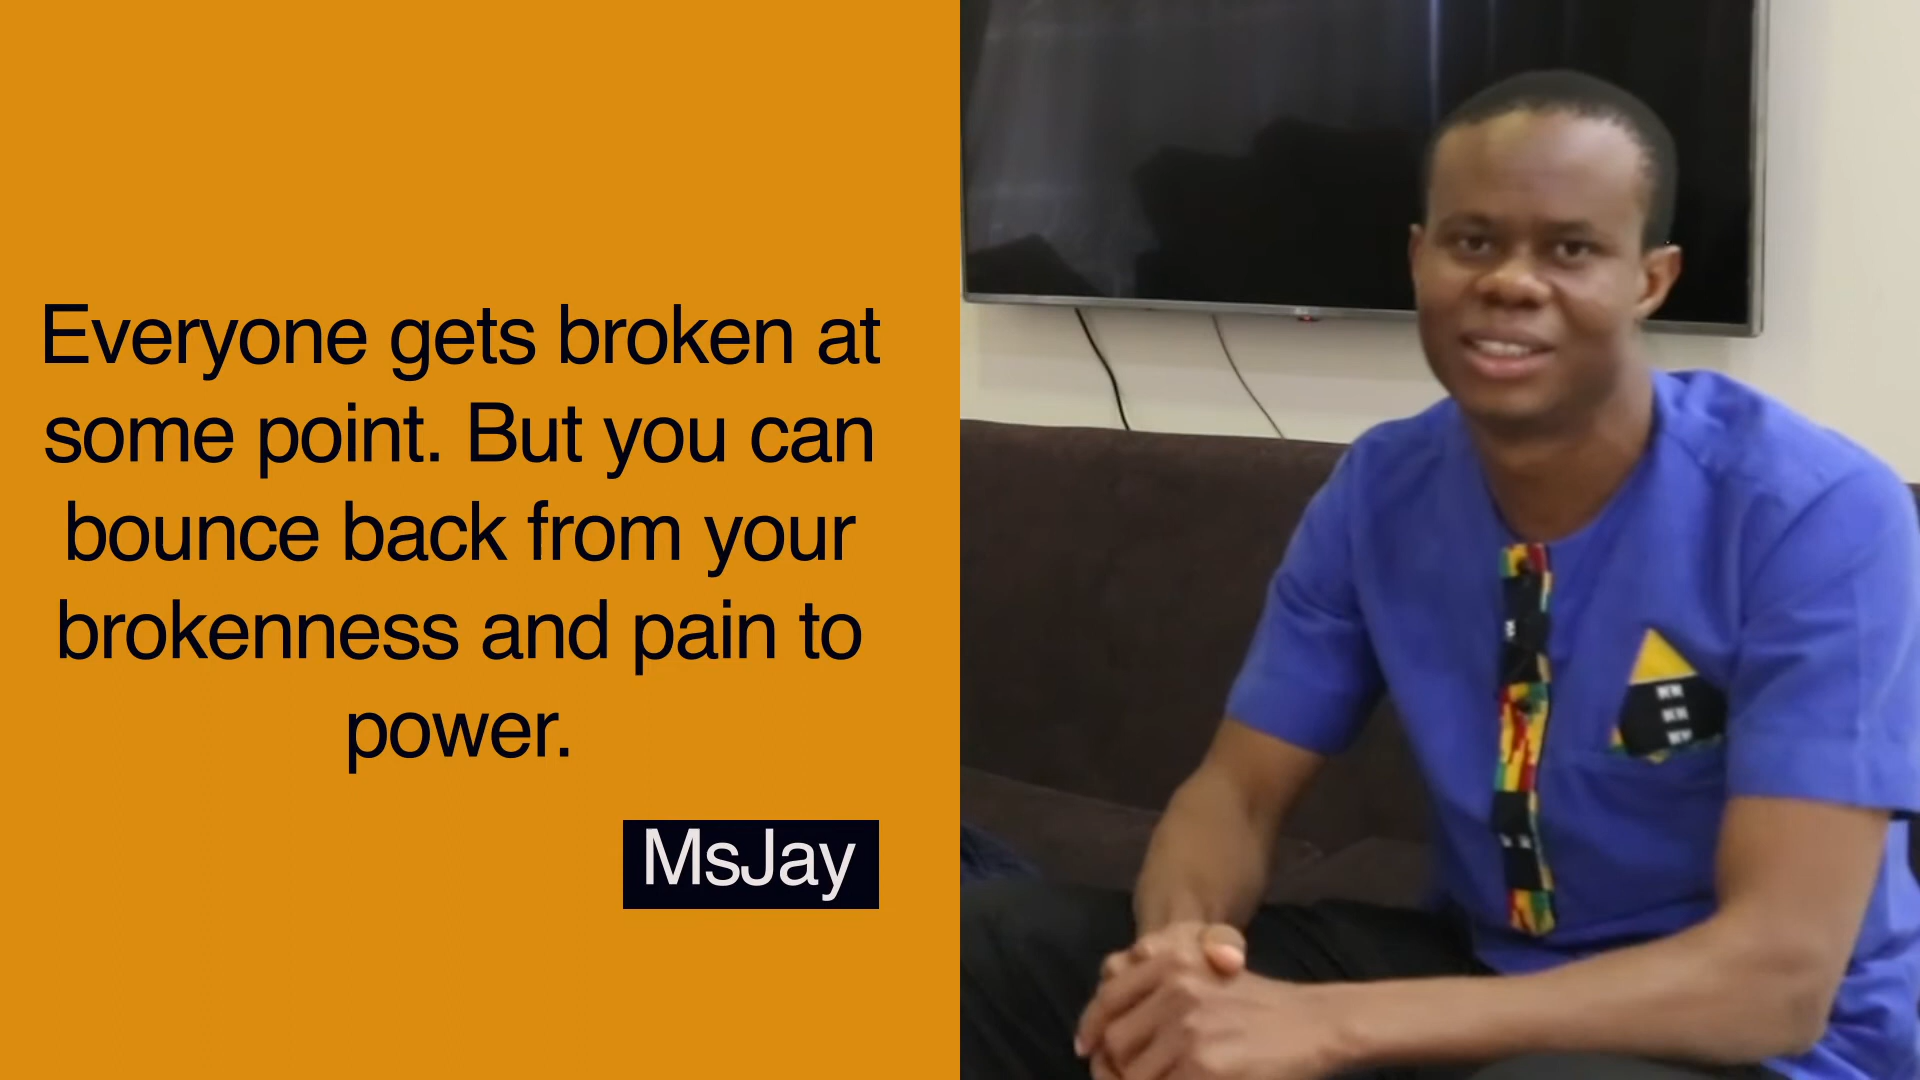 Everyone gets broken at
some point. But you can
bounce back from your
brokenness and pain to
power.
MsJay